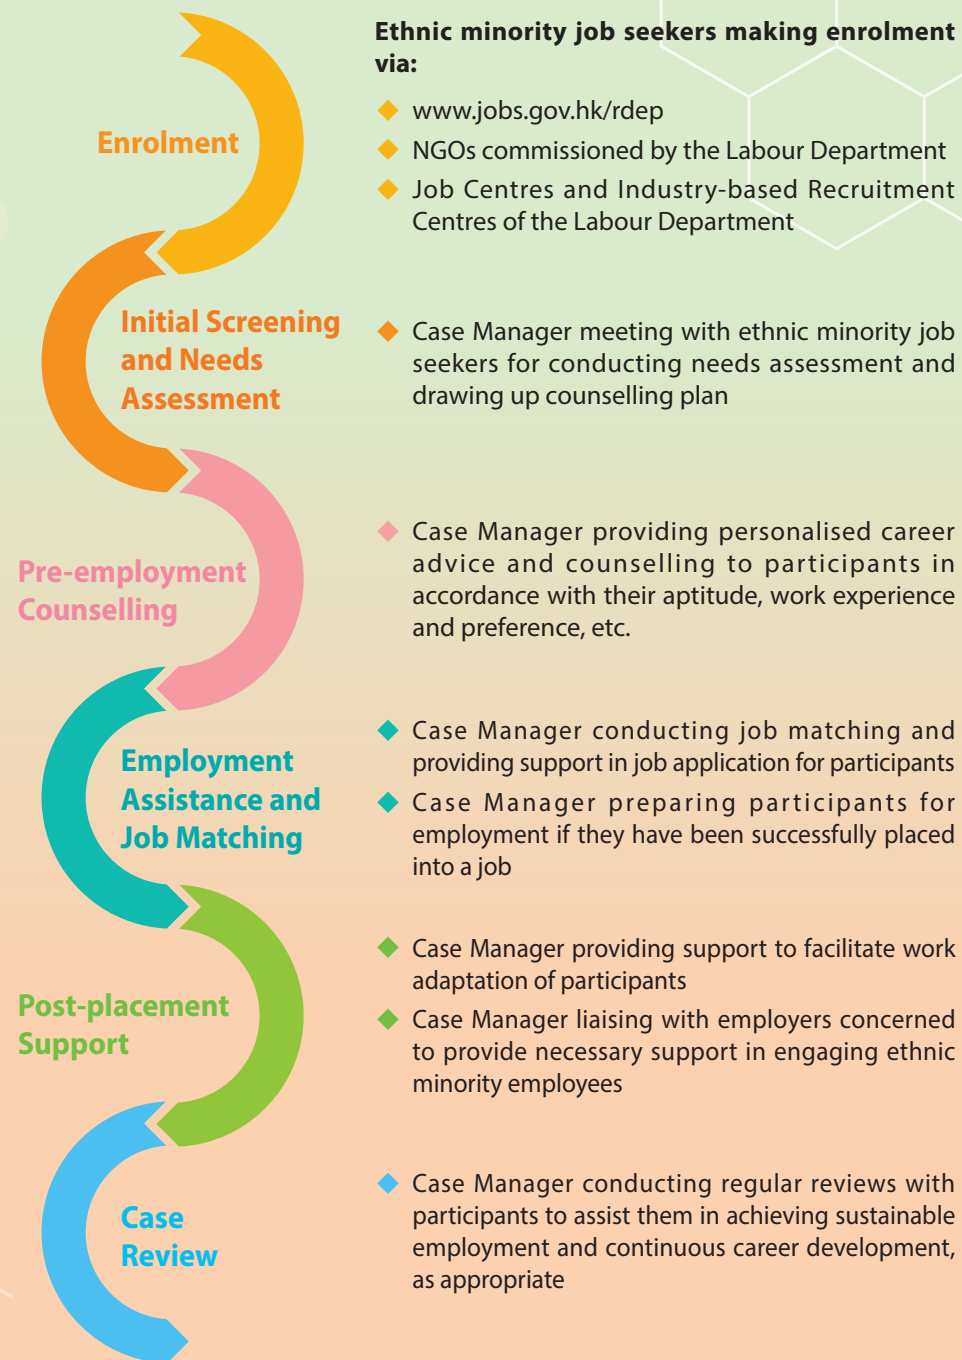 Ethnic minority job seekers making enrolment
via:
Enrolment
www.jobs.gov.hk/rdep
NGOs commissioned by the Labour Department
Job Centres and Industry-based Recruitment
Centres of the Labour Department
Initial Screening
and Needs
Assessment
Case Manager meeting with ethnic minority job
seekers for conducting needs assessment and
drawing up counselling plan
Pre-employment
Counselling
Case Manager providing personalised career
advice and counselling to participants in
accordance with their aptitude, work experience
and preference, etc.
Employment
Assistance and
Job Matching
Case Manager conducting job matching and
providing support in job application for participants
Case Manager preparing participants for
employment if they have been successfully placed
into a job
Post-placement
Support
Case Manager providing support to facilitate work
adaptation of participants
Case Manager liaising with employers concerned
to provide necessary support in engaging ethnic
minority employees
Case
Review
Case Manager conducting regular reviews with
participants to assist them in achieving sustainable
employment and continuous career development,
as appropriate